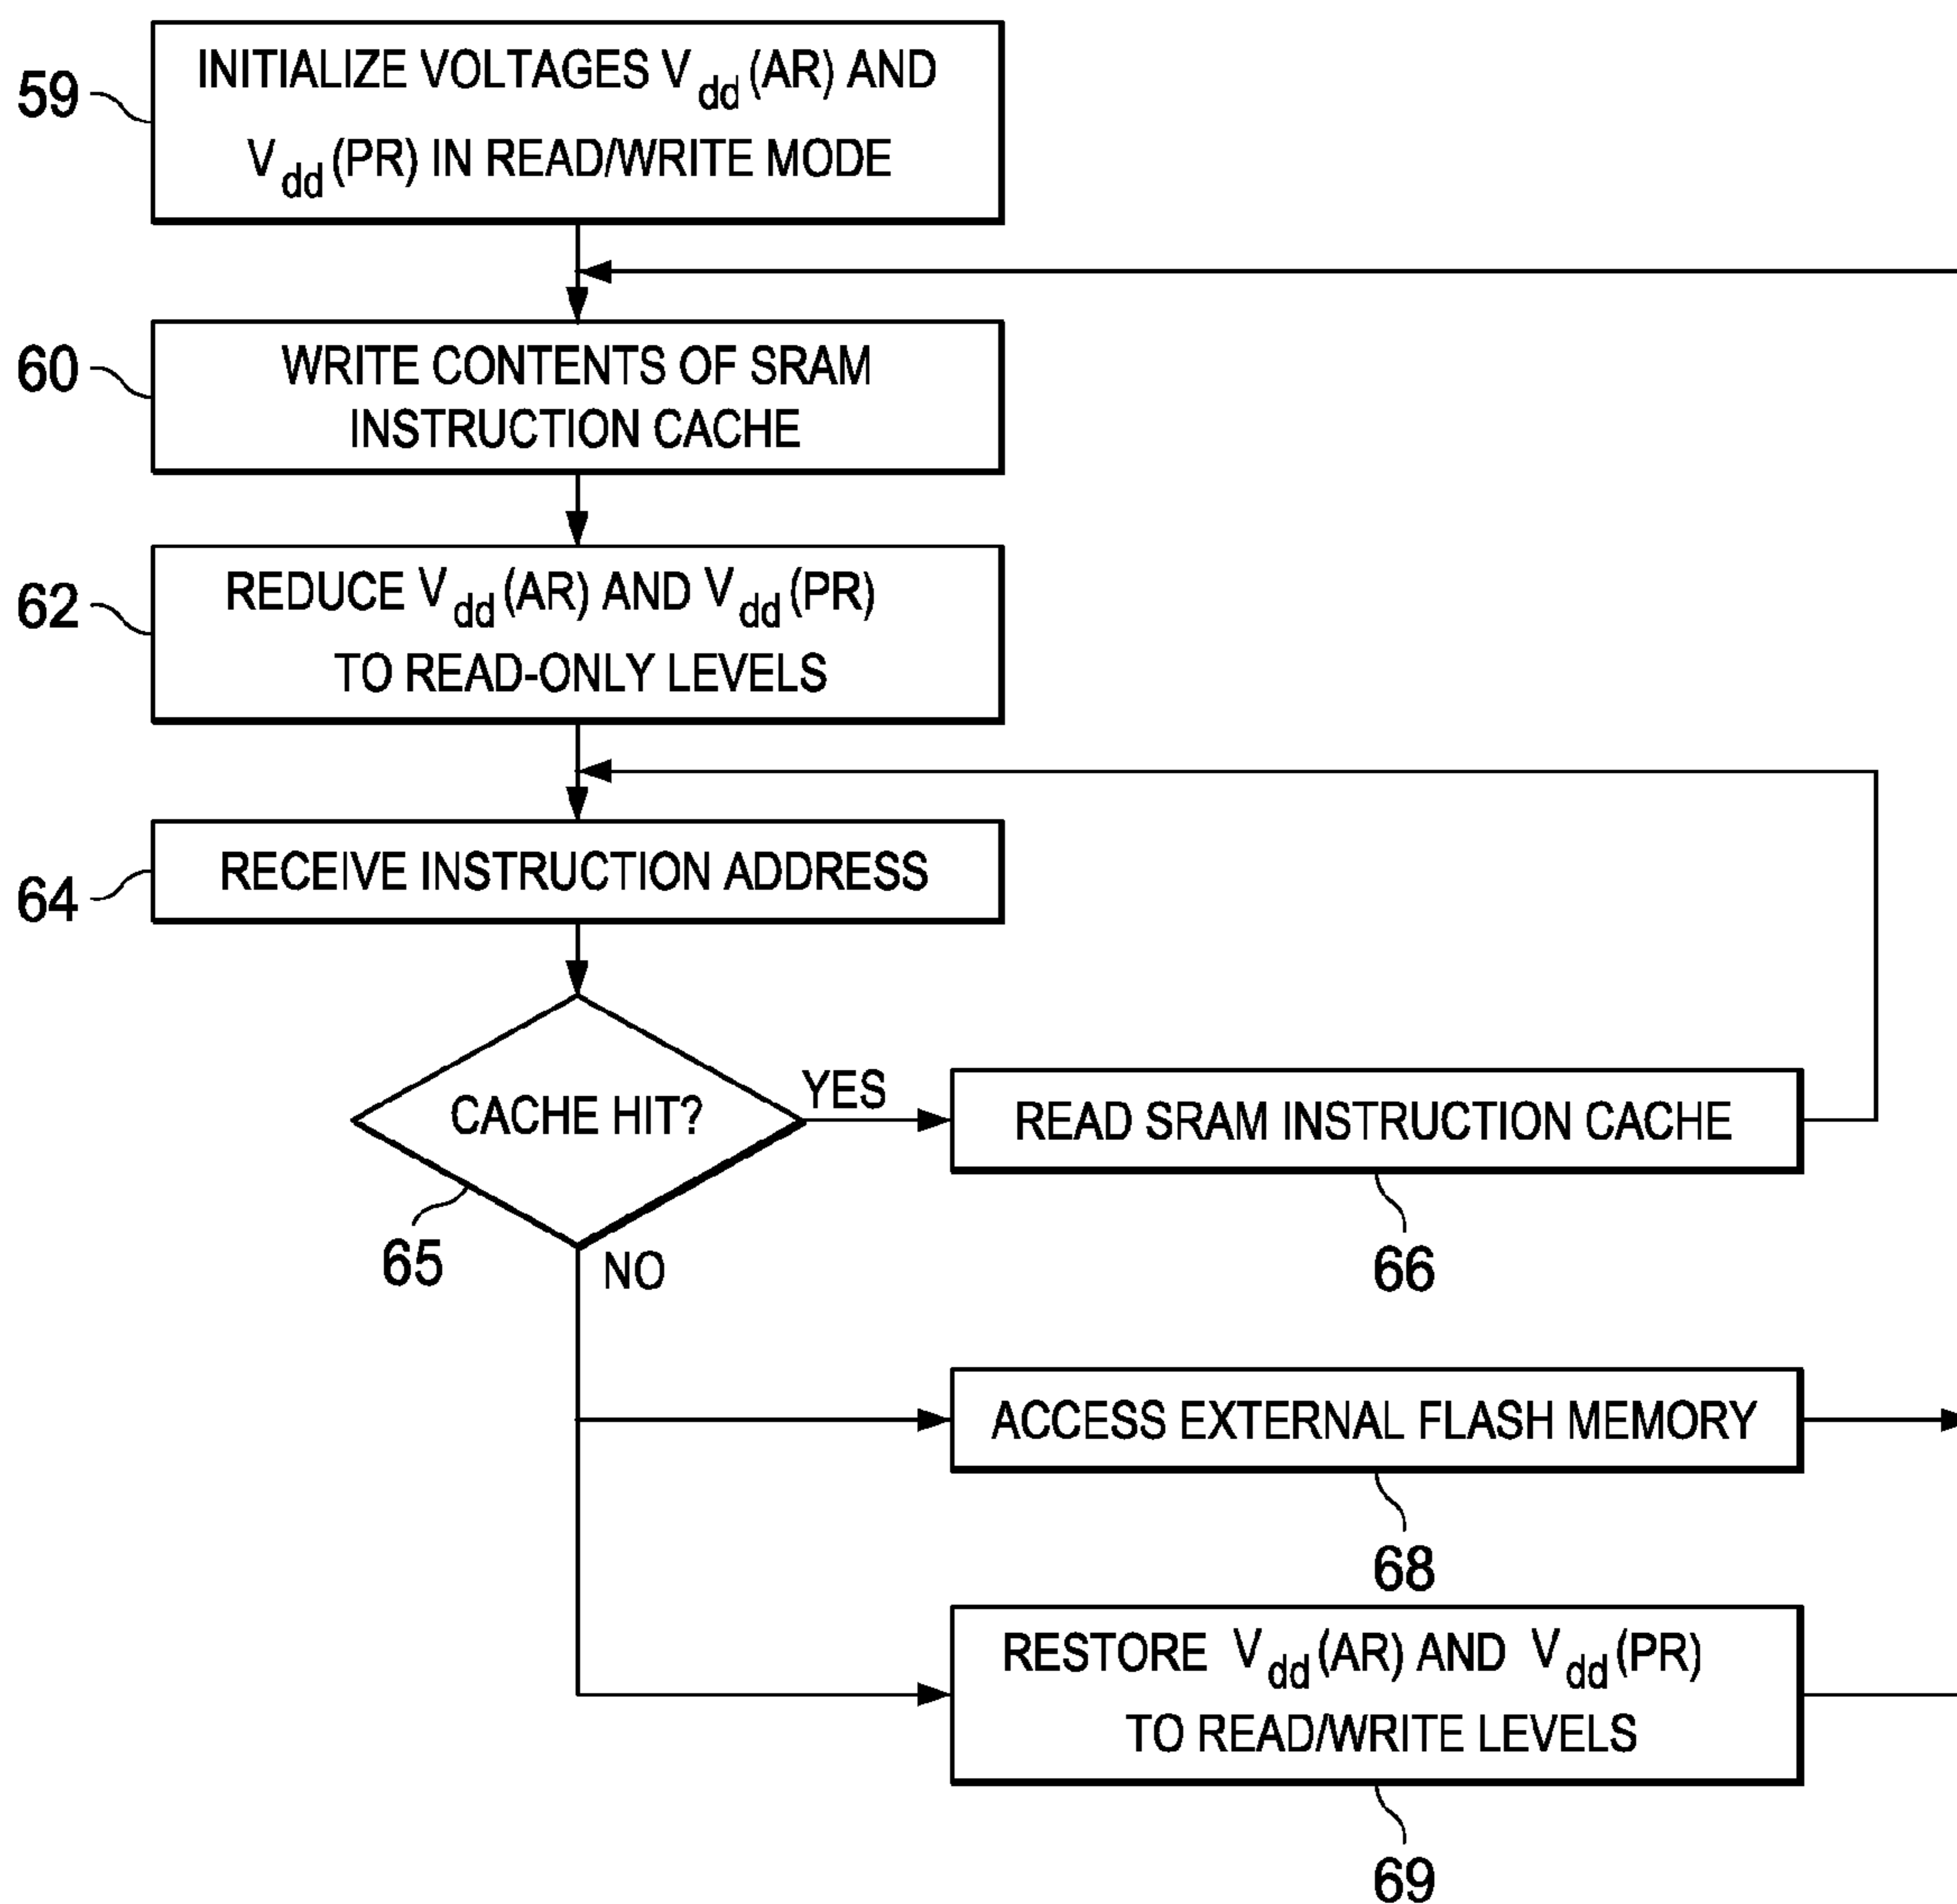 59
INITIALIZE VOLTAGES Vdd(AR) AND
Vdd(PR) IN READ/WRITE MODE
60
WRITE CONTENTS OF SRAM
INSTRUCTION CACHE
62
REDUCE Vdd(AR) AND Vdd(PR)
TO READ-ONLY LEVELS
64
RECEIVE INSTRUCTION ADDRESS
CACHE HIT?
YES
READ SRAM INSTRUCTION CACHE
65
NO
66
ACCESS EXTERNAL FLASH MEMORY
68
RESTORE Vdd(AR) AND Vdd(PR)
TO READ/WRITE LEVELS
69